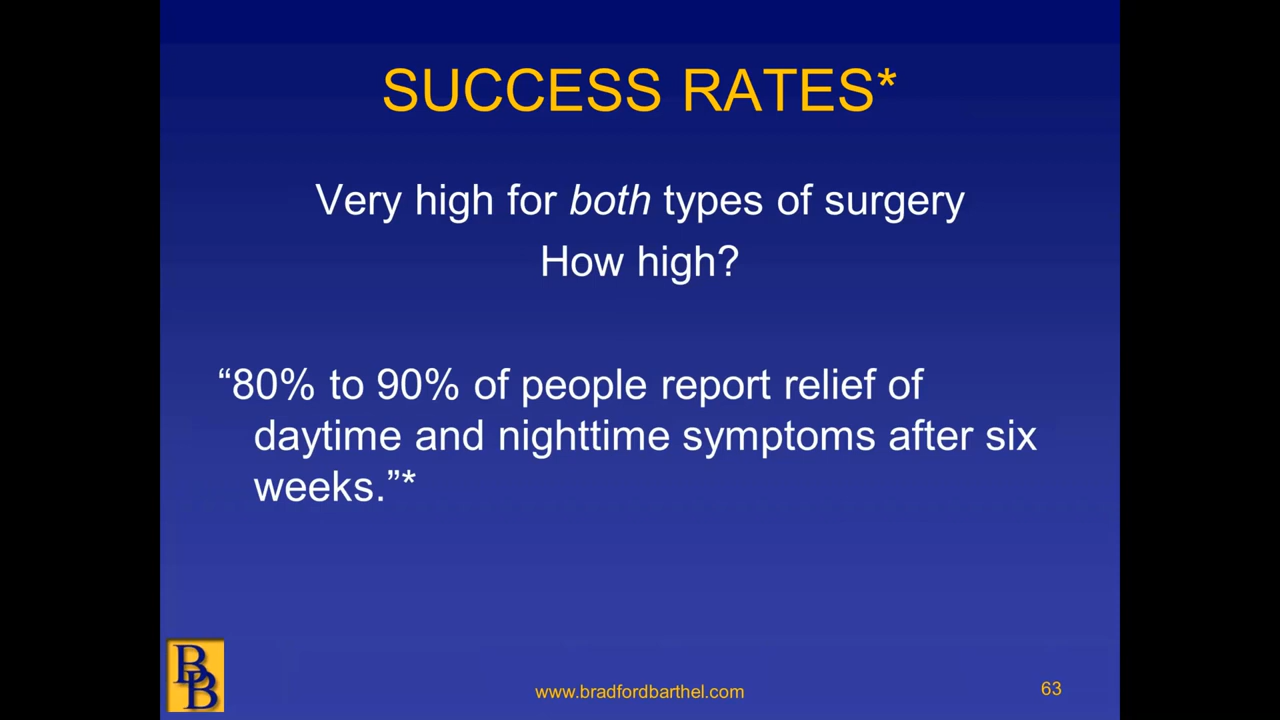 SUCCESS RATES*
Very high for both types of surgery
How high?
“80% to 90% of people report relief of
daytime and nighttime symptoms after six
weeks.”*
BB
www.bradfordbarthel.com
63